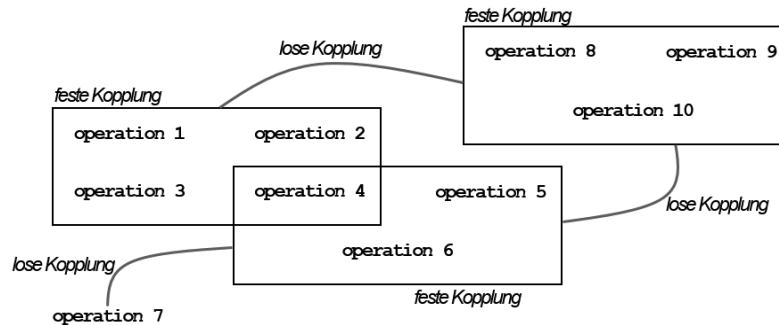 feste Kopplung
operation 8 operation 9
operation 10
lose Kopplung
feste Kopplung
operation 1 operation 2
operation 3 operation 4 operation 5
operation 6
lose Kopplung
lose Kopplung
feste Kopplung
operation 7